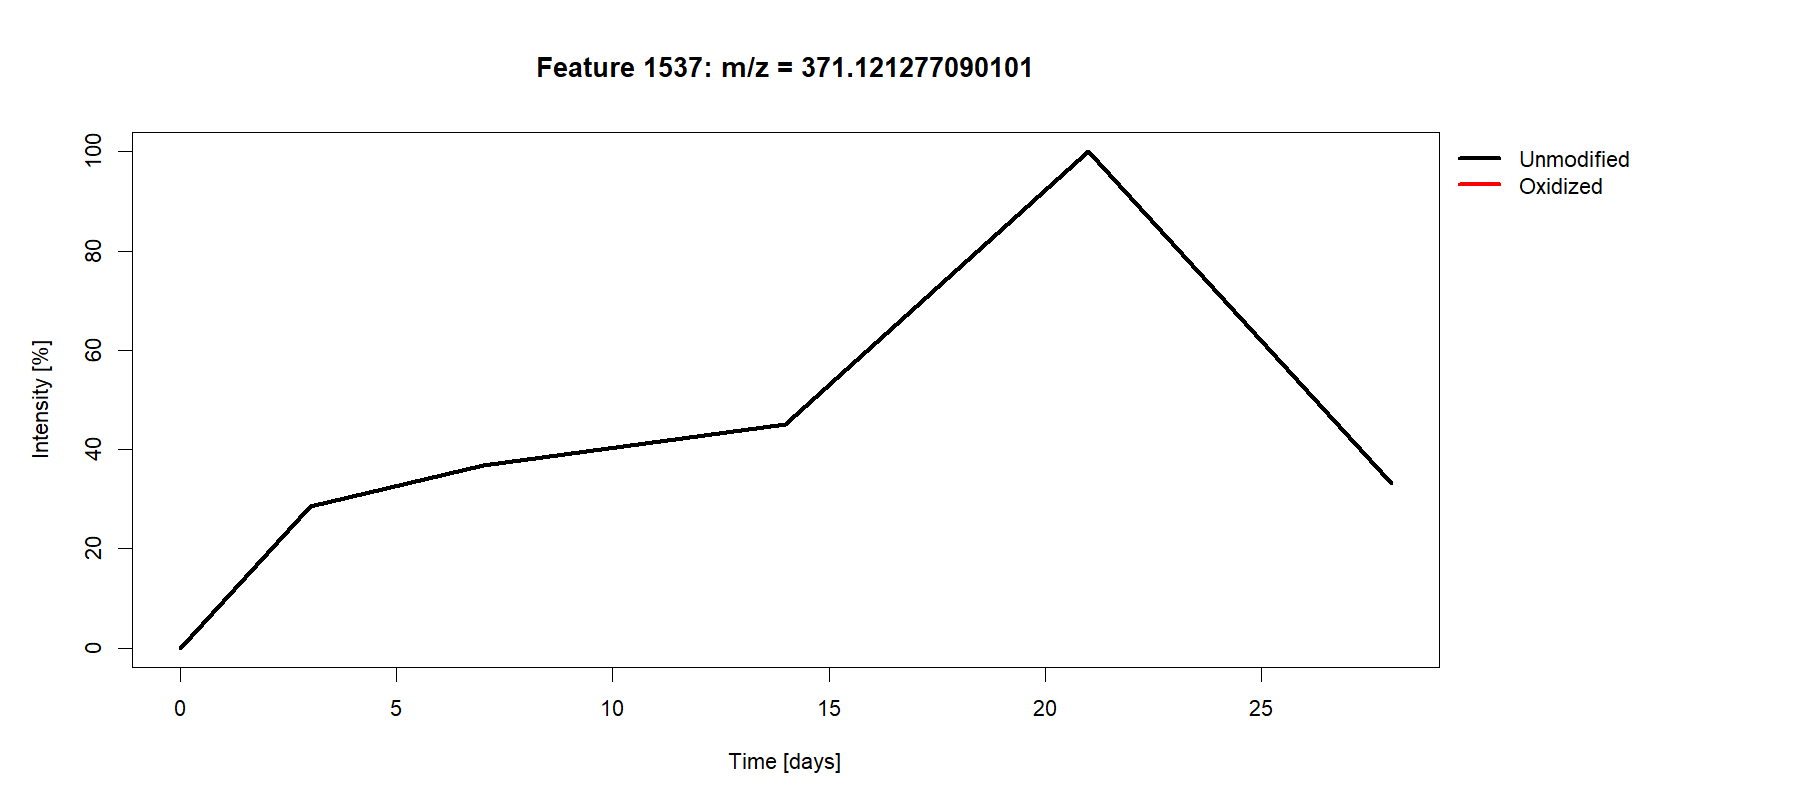 Feature 1537: m/z = 371.121277090101
Unmodified
Oxidized
Intensity [%]
100
80
60
40
20
0
0 5 10 15 20 25
Time [days]